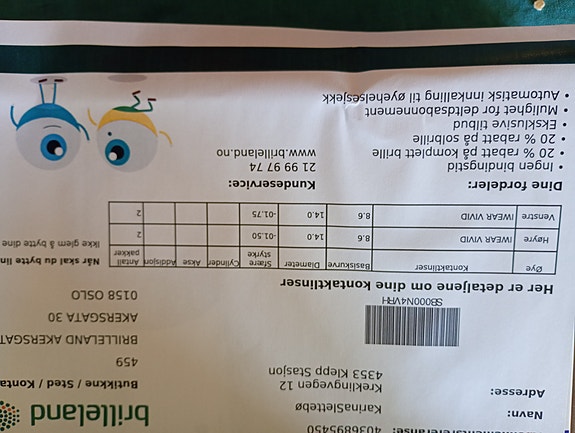 brilleland
4036895450
Navn:
KarinaSlettebø
Adresse:
Kreklingvegen 12
4353 Klepp Stasjon
Butikkne / Sted / Konta
459
BRILLELAND AKERSGAT
AKERSGATA 30
0158 OSLO
SB000N4VRH
Her er detaljene om dine kontaktlinser
Når skal du bytte lin
Ikke glem å bytte dine
Øye Kontaktlinser Basiskurve Diameter Sfære styrke Cylinder Akse Addisjon Antall pakker
Høyre IWEAR VIVID 8.6 14.0 -01.50 2
Venstre IWEAR VIVID 8.6 14.0 -01.75 2
Dine fordeler:
• Ingen bindingstid
• 20 % rabatt på komplett brille
• 20 % rabatt på solbrille
• Eksklusive tilbud
• Mulighet for deltidsabonnement
• Automatisk innkalling til øyehelsesjekk
Kundeservice:
21 99 97 74
www.brilleland.no